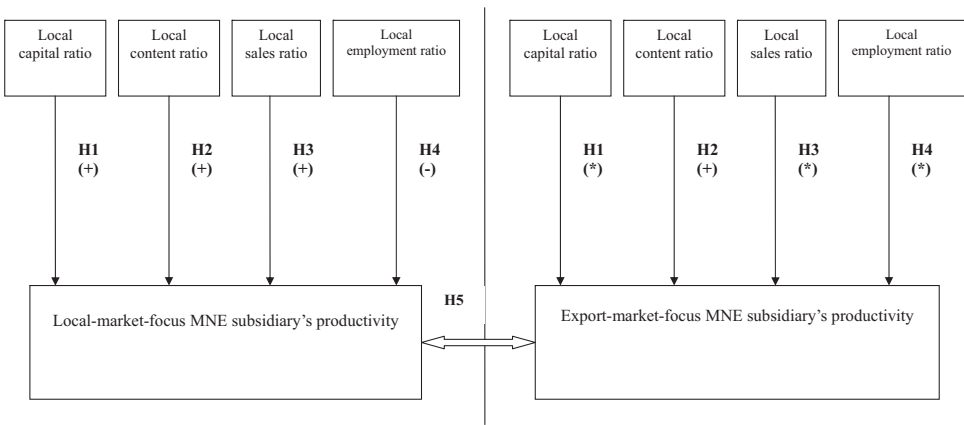 Local
capital ratio
Local
content ratio
Local
sales ratio
Local
employment ratio
Local
capital ratio
Local
content ratio
Local
sales ratio
Local
employment ratio
H1
(+)
H2
(+)
H3
(+)
H4
(-)
H1
(*)
H2
(+)
H3
(*)
H4
(*)
H5
Local-market-focus MNE subsidiary's productivity
Export-market-focus MNE subsidiary's productivity